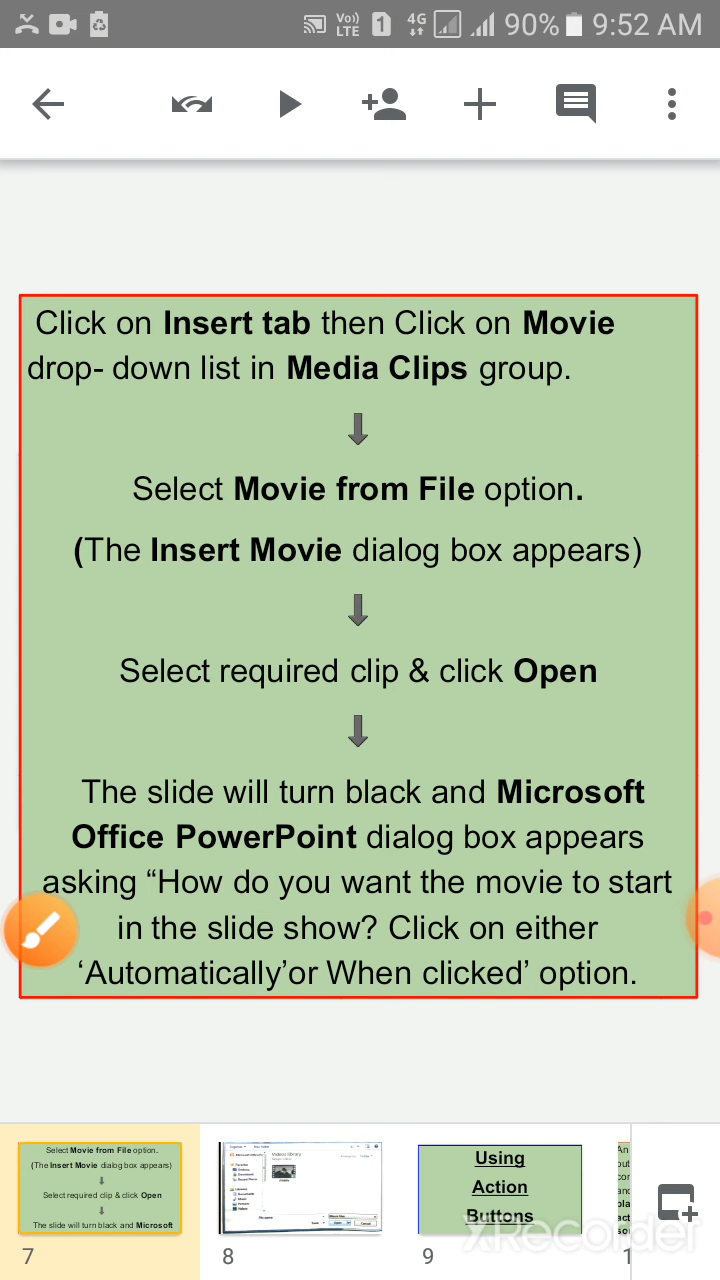 Vo)) LTE 1 4G 90% 9:52 AM
Click on Insert tab then Click on Movie
drop- down list in Media Clips group.
Select Movie from File option.
(The Insert Movie dialog box appears)
Select required clip & click Open
The slide will turn black and Microsoft
Office PowerPoint dialog box appears
asking “How do you want the movie to start
in the slide show? Click on either
‘Automatically’or When clicked’ option.
Select Movie from File option.
(The Insert Movie dialog box appears)
Select required clip & click Open
The slide will turn black and Microsoft
7
Videos library
8
Using
Action
Buttons
9
An
XRecorder